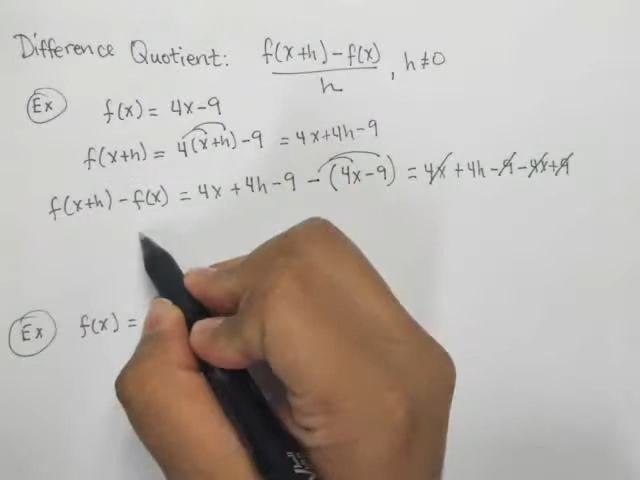 Difference Quotient: f(x+h) - f(x) / h , h≠0
Ex f(x) = 4x-9
f(x+h) = 4(x+h)-9 = 4x+4h-9
f(x+h) - f(x) = 4x + 4h - 9 - (4x-9) = 4x + 4h - 9 - 4x + 9
Ex f(x) =